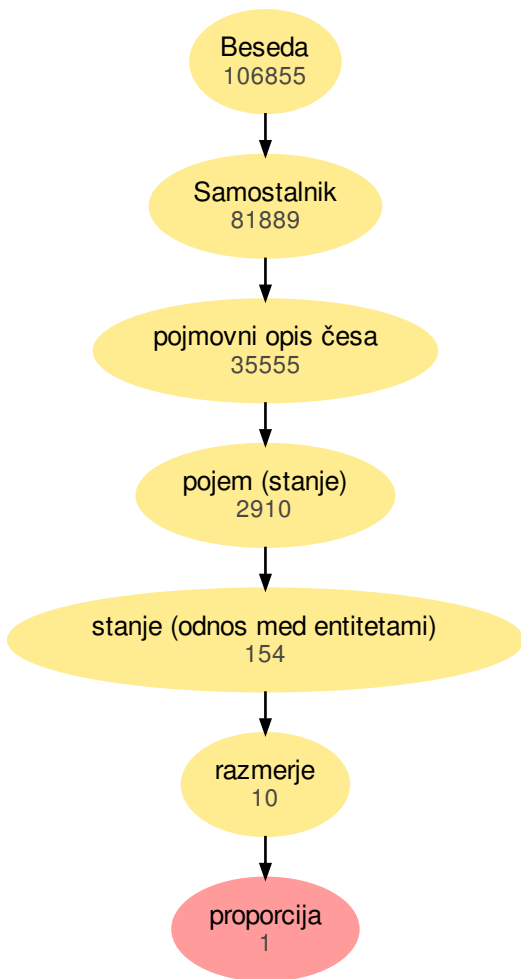 Beseda
106855
Samostalnik
81889
pojmovni opis česa
35555
pojem (stanje)
2910
stanje (odnos med entitetami)
154
razmerje
10
proporcija
1